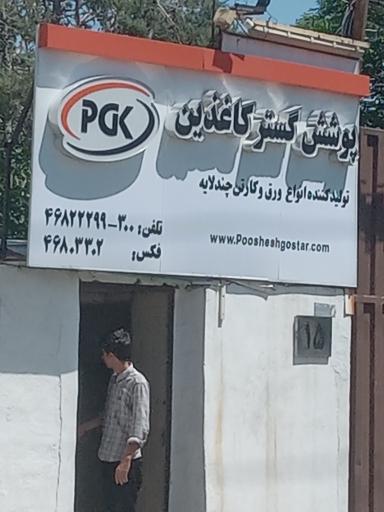 PGK
پوشش گستر کاغذین
تولیدکننده انواع ورق و کارتن چندلایه
تلفن: ۳۰۰-۴۶۸۲۲۲۹۹
فکس: ۴۶۸۰۳۳۰۲
www.Poosheshgostar.com
۱۵